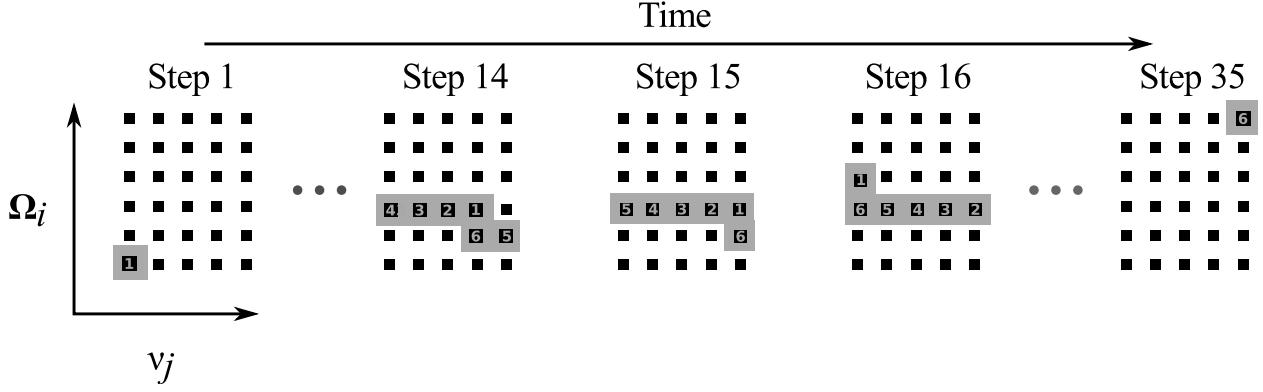 Time
Step 1
Step 14
Step 15
Step 16
Step 35
6
1
4 3 2 1
5 4 3 2 1
6 5 4 3 2
Ωi
6 5
6
1
νj